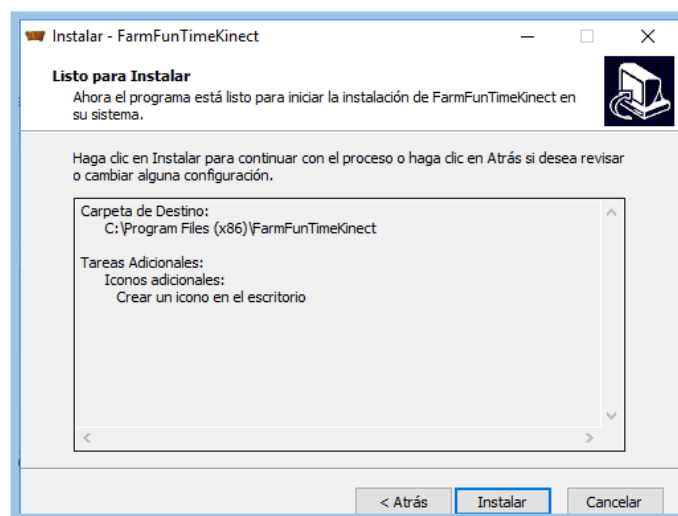 Instalar - FarmFunTimeKinect
Listo para Instalar
Ahora el programa está listo para iniciar la instalación de FarmFunTimeKinect en
su sistema.
Haga clic en Instalar para continuar con el proceso o haga clic en Atrás si desea revisar
o cambiar alguna configuración.
Carpeta de Destino:
C:\Program Files (x86)\FarmFunTimeKinect
Tareas Adicionales:
Iconos adicionales:
Crear un icono en el escritorio
< Atrás
Instalar
Cancelar